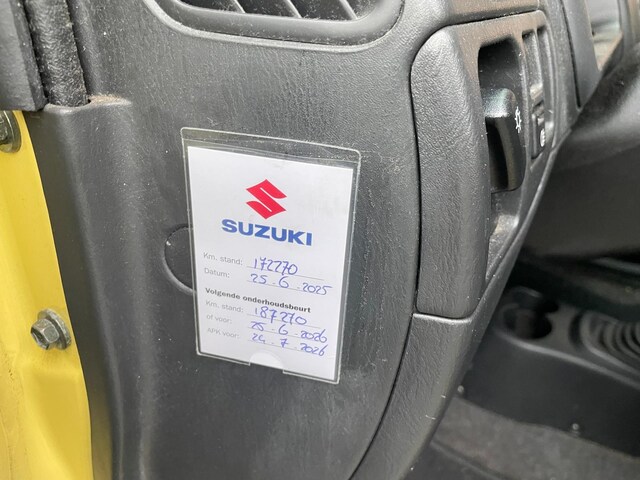 SUZUKI
Km. stand: 172270
Datum: 25.6.2025
Volgende onderhoudsbeurt
Km. stand: 187270
of voor: 25.6.2026
APK voor: 24.7.2026